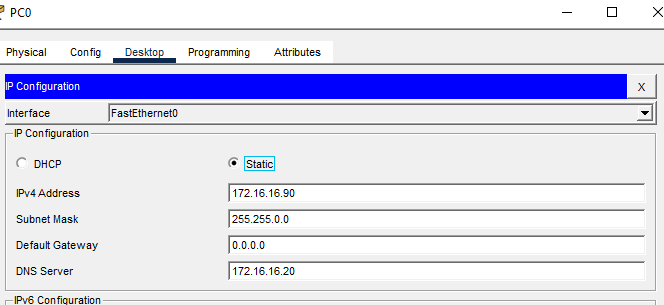 PC0
Physical Config Desktop Programming Attributes
IP Configuration X
Interface FastEthernet0
IP Configuration
DHCP Static
IPv4 Address 172.16.16.90
Subnet Mask 255.255.0.0
Default Gateway 0.0.0.0
DNS Server 172.16.16.20
IPv6 Configuration